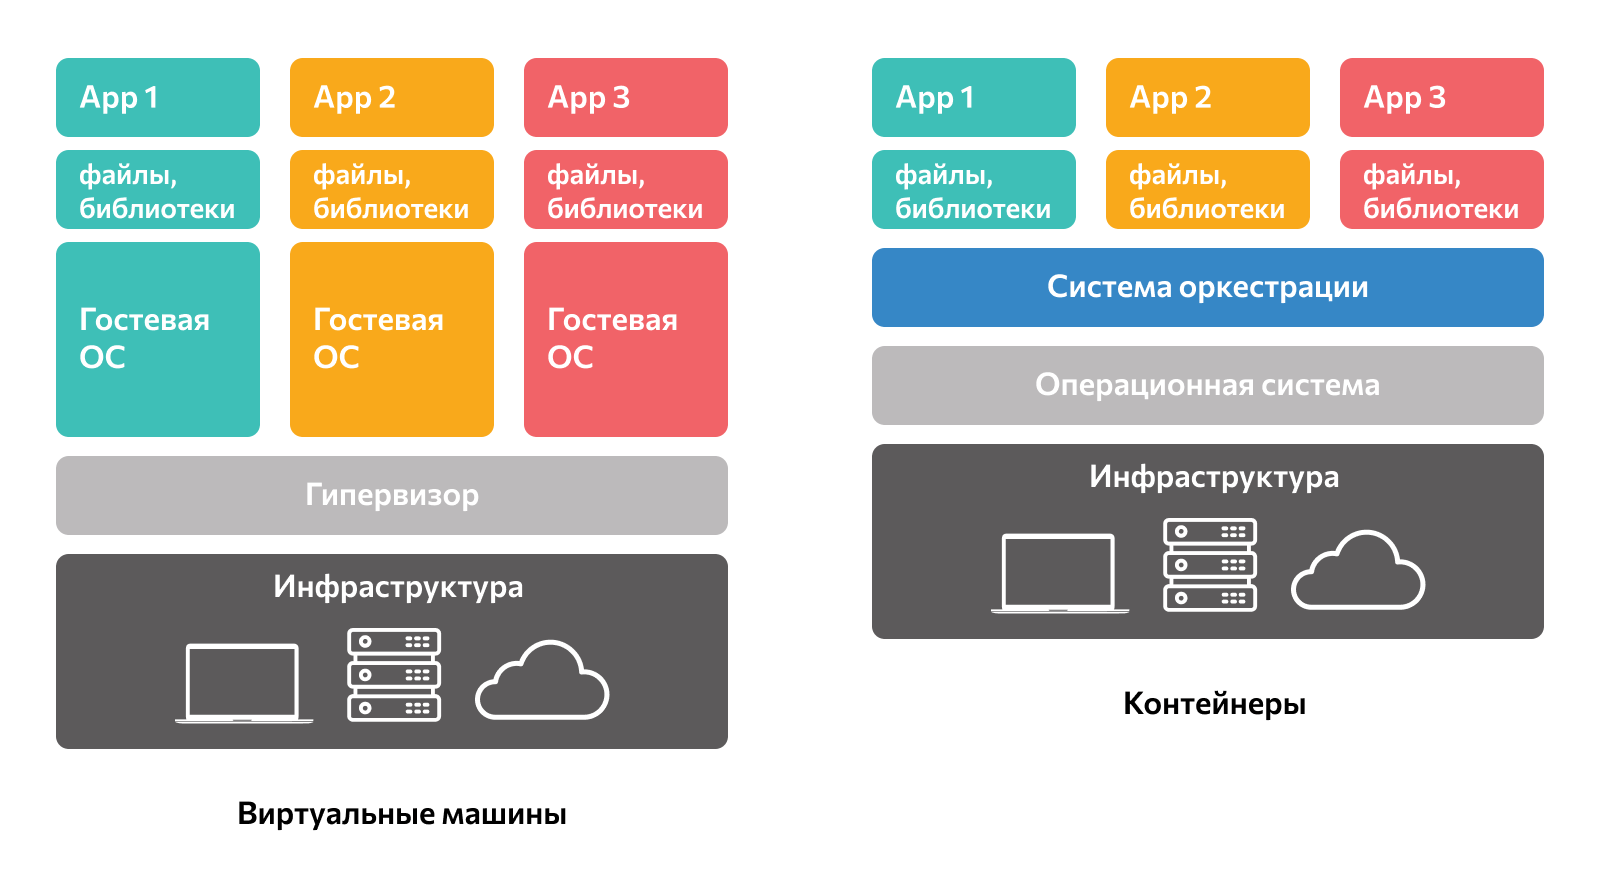 App 1
App 2
App 3
файлы,
библиотеки
файлы,
библиотеки
файлы,
библиотеки
Гостевая
ОС
Гостевая
ОС
Гостевая
ОС
Гипервизор
Инфраструктура
Виртуальные машины
App 1
App 2
App 3
файлы,
библиотеки
файлы,
библиотеки
файлы,
библиотеки
Система оркестрации
Операционная система
Инфраструктура
Контейнеры